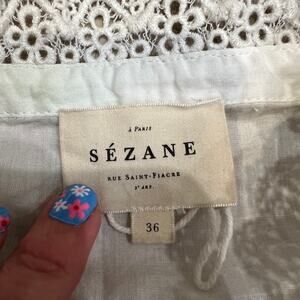 À PARIS
SÉZANE
RUE SAINT-FIACRE
2e ARR.
36